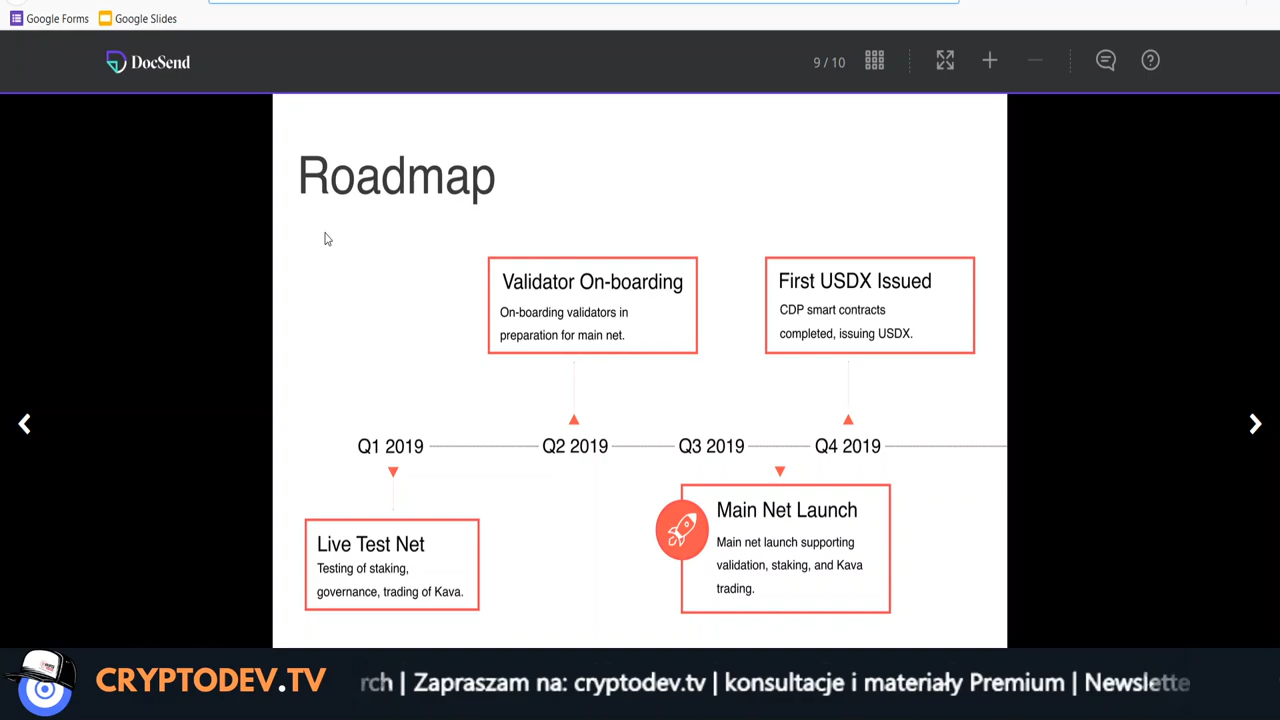 Google Forms Google Slides
DocSend
9 / 10
Roadmap
Validator On-boarding
On-boarding validators in
preparation for main net.
First USDX Issued
CDP smart contracts
completed, issuing USDX.
Q1 2019 Q2 2019 Q3 2019 Q4 2019
Live Test Net
Testing of staking,
governance, trading of Kava.
Main Net Launch
Main net launch supporting
validation, staking, and Kava
trading.
CRYPTODEV.TV
rch | Zapraszam na: cryptodev.tv | konsultacje i materiały Premium | Newslette